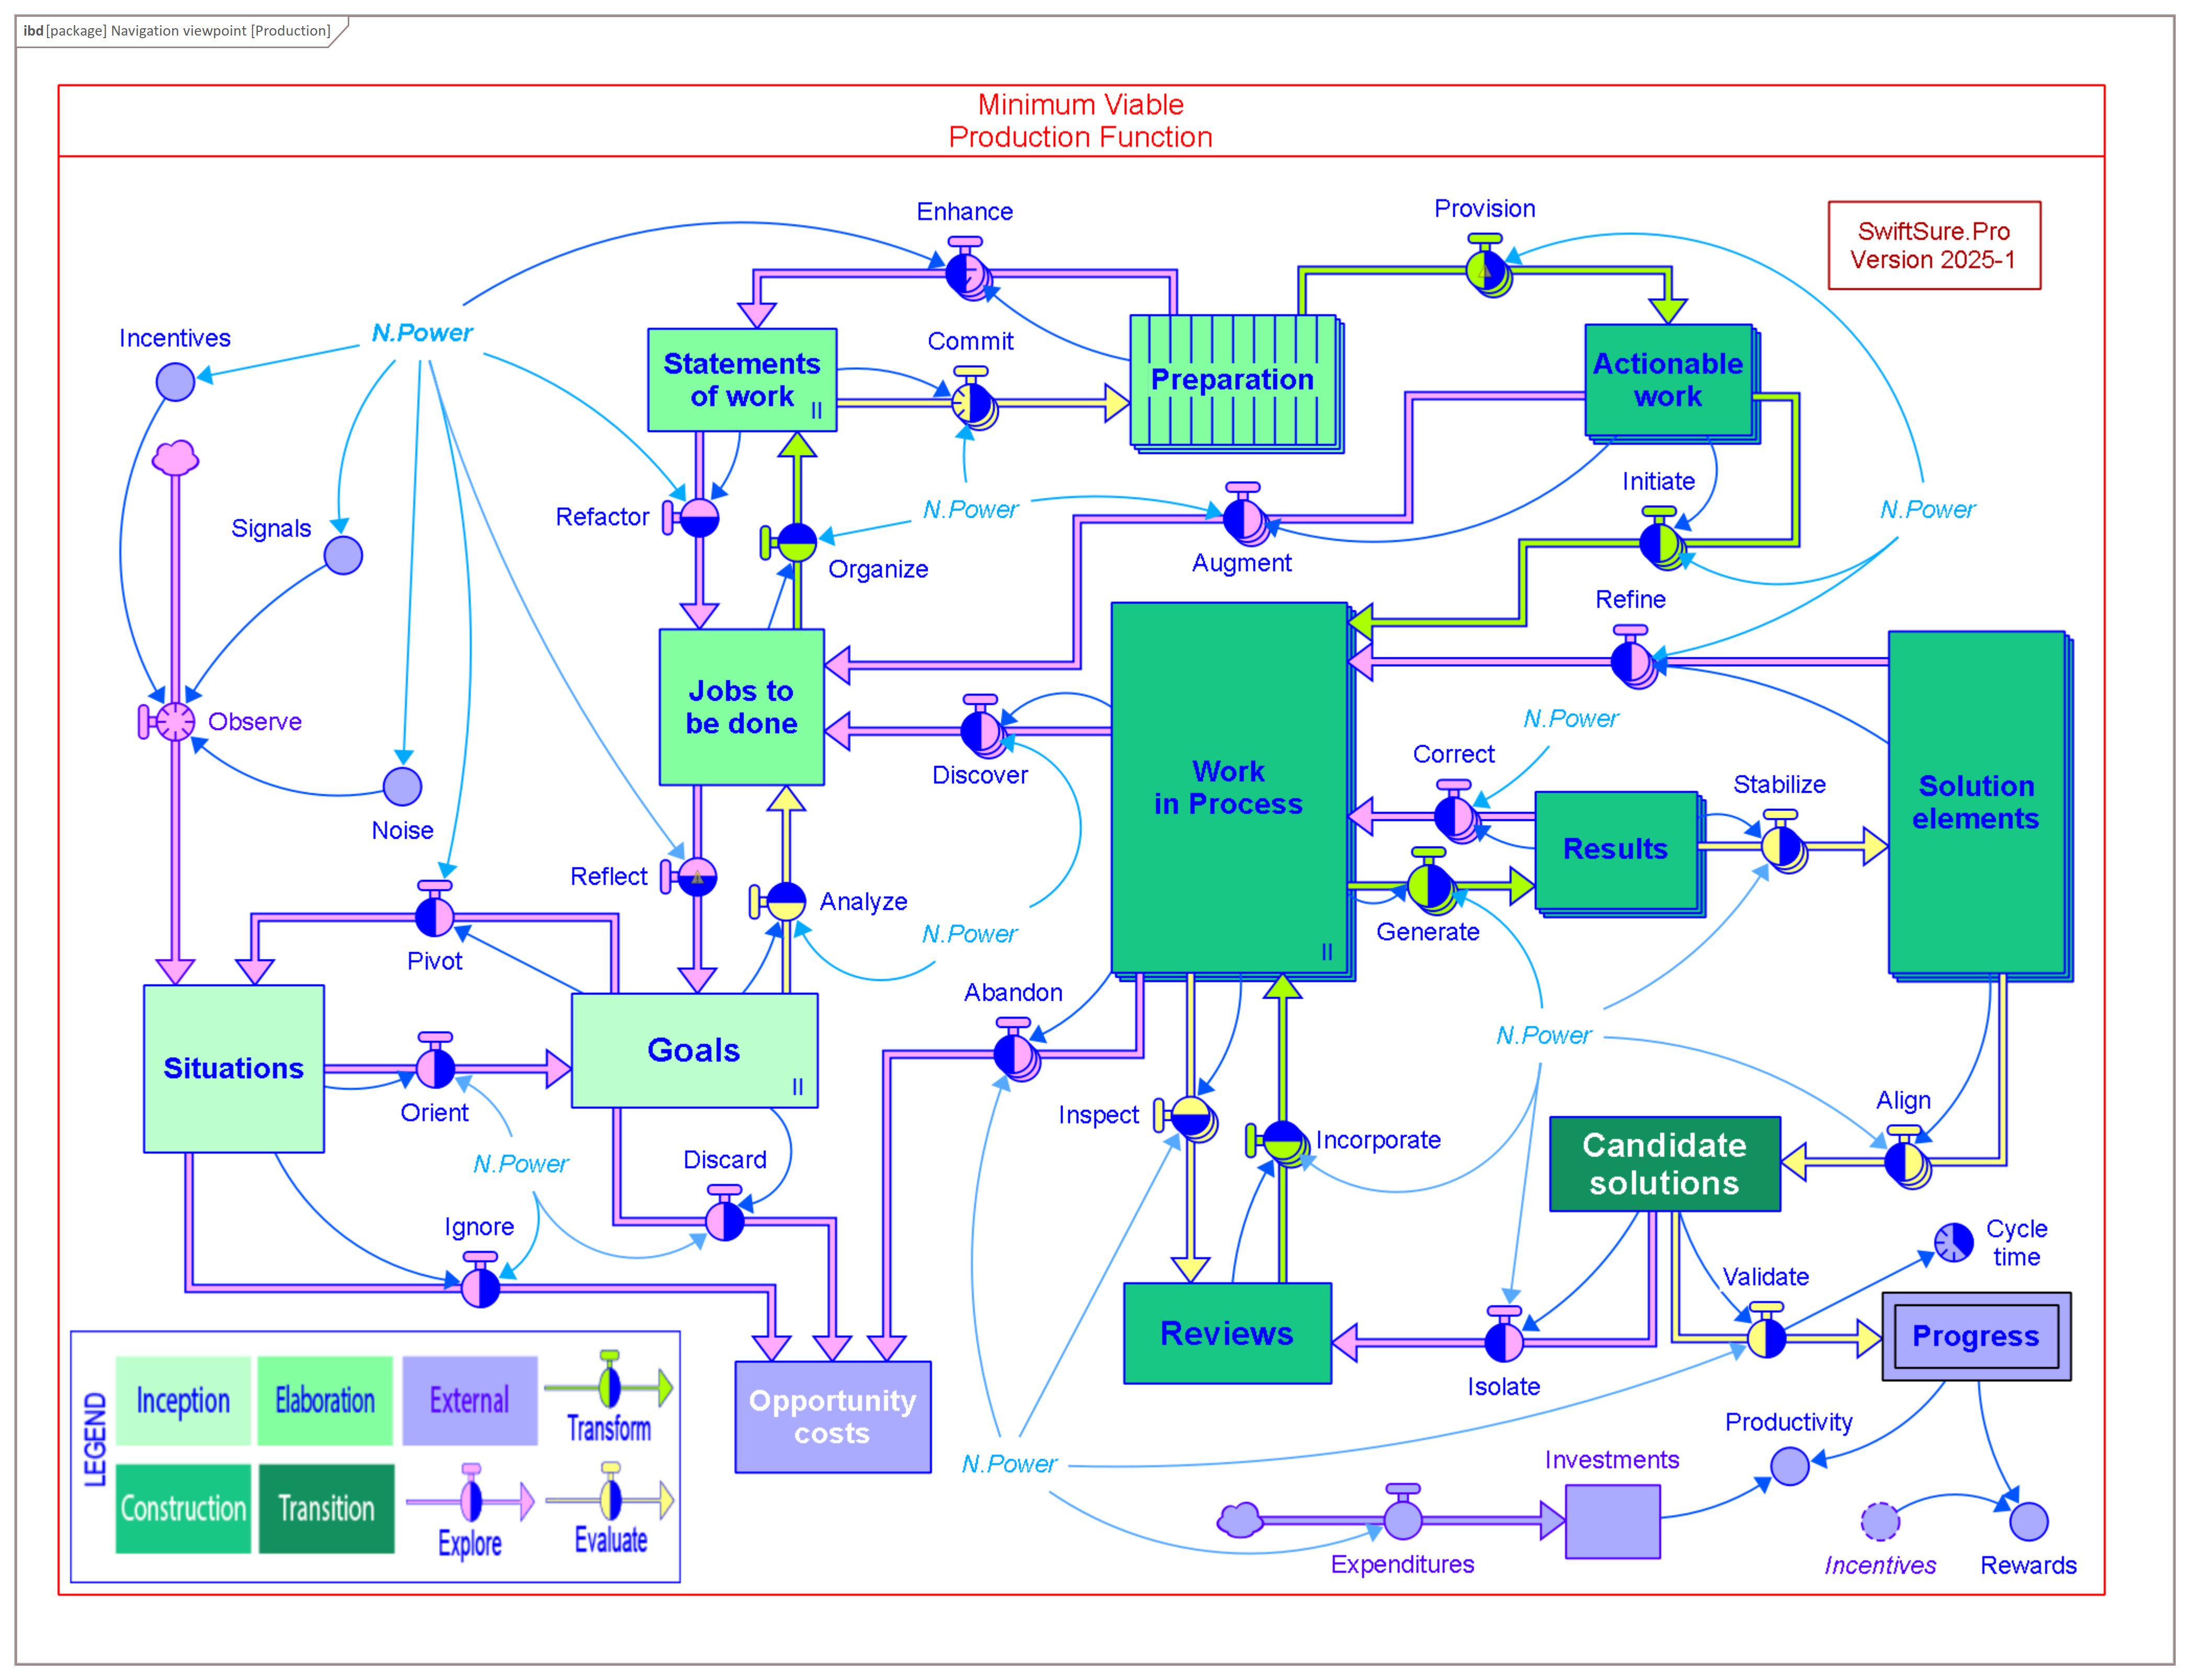 ibd [package] Navigation viewpoint [Production]
Minimum Viable
Production Function
SwiftSure.Pro
Version 2025-1
Enhance
Provision
Incentives
N.Power
Commit
Statements
of work
Preparation
Actionable
work
Signals
Refactor
N.Power
Initiate
N.Power
Organize
Augment
Refine
Observe
Jobs to
be done
Discover
Work
in Process
N.Power
Correct
Stabilize
Solution
elements
Noise
Reflect
Analyze
Results
Generate
N.Power
Pivot
Abandon
Situations
Orient
Goals
N.Power
Inspect
Incorporate
Align
Candidate
solutions
N.Power
Discard
Ignore
Cycle
time
Validate
Reviews
Isolate
Progress
Opportunity
costs
Productivity
N.Power
Investments
Expenditures
Incentives
Rewards
LEGEND
Inception
Elaboration
External
Transform
Construction
Transition
Explore
Evaluate